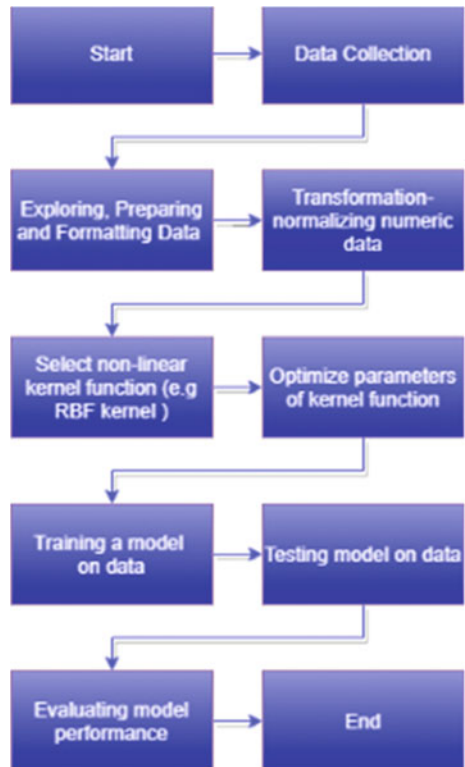 Start
Data Collection
Exploring, Preparing
and Formatting Data
Transformation-
normalizing numeric
data
Select non-linear
kernel function (e.g
RBF kernel )
Optimize parameters
of kernel function
Training a model
on data
Testing model on data
Evaluating model
performance
End